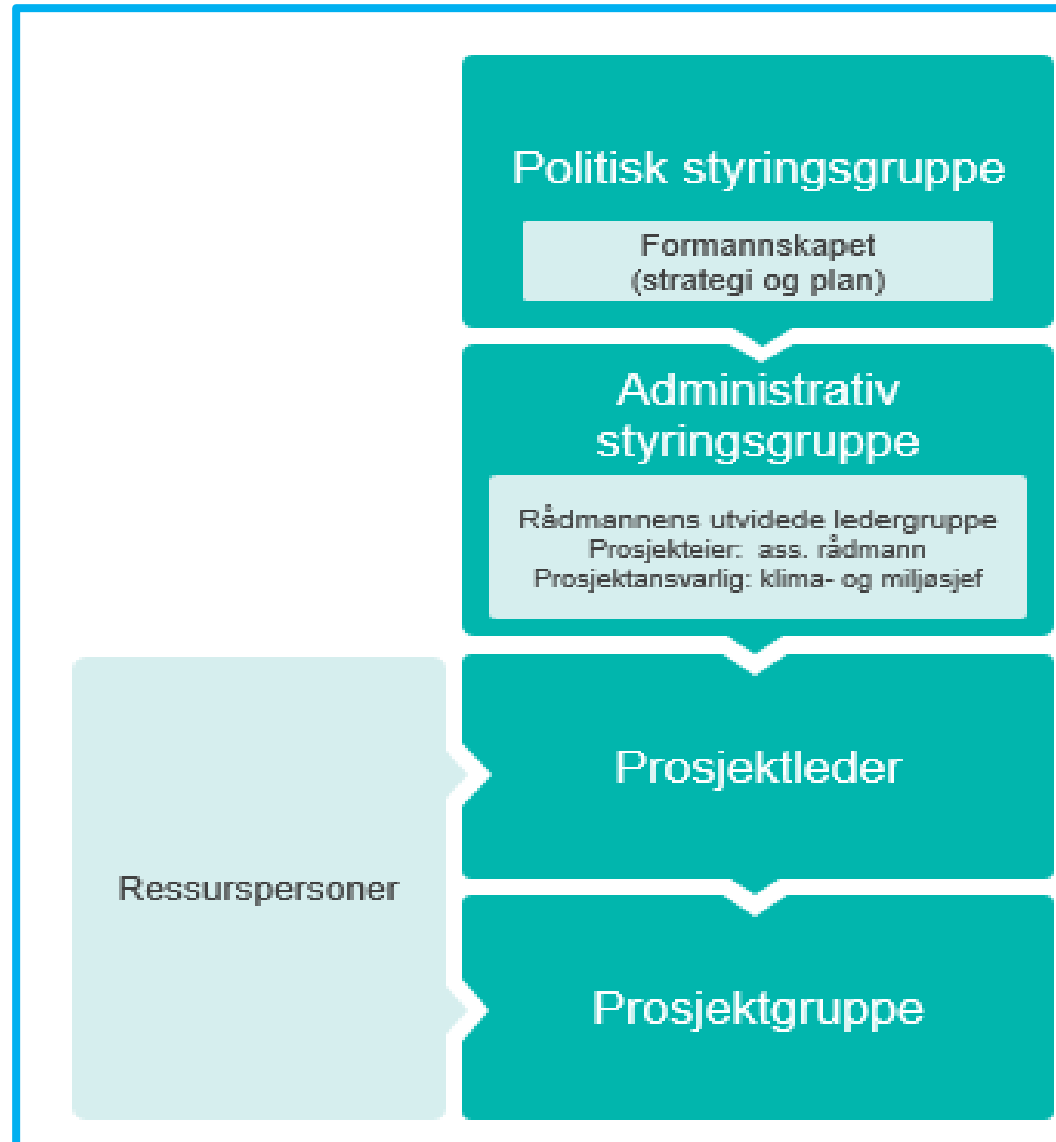 Politisk styringsgruppe
Formannskapet
(strategi og plan)
Administrativ
styringsgruppe
Rådmannens utvidede ledergruppe
Prosjekteier:  ass. rådmann
Prosjektansvarlig: klima- og miljøsjef
Prosjektleder
Ressurspersoner
Prosjektgruppe